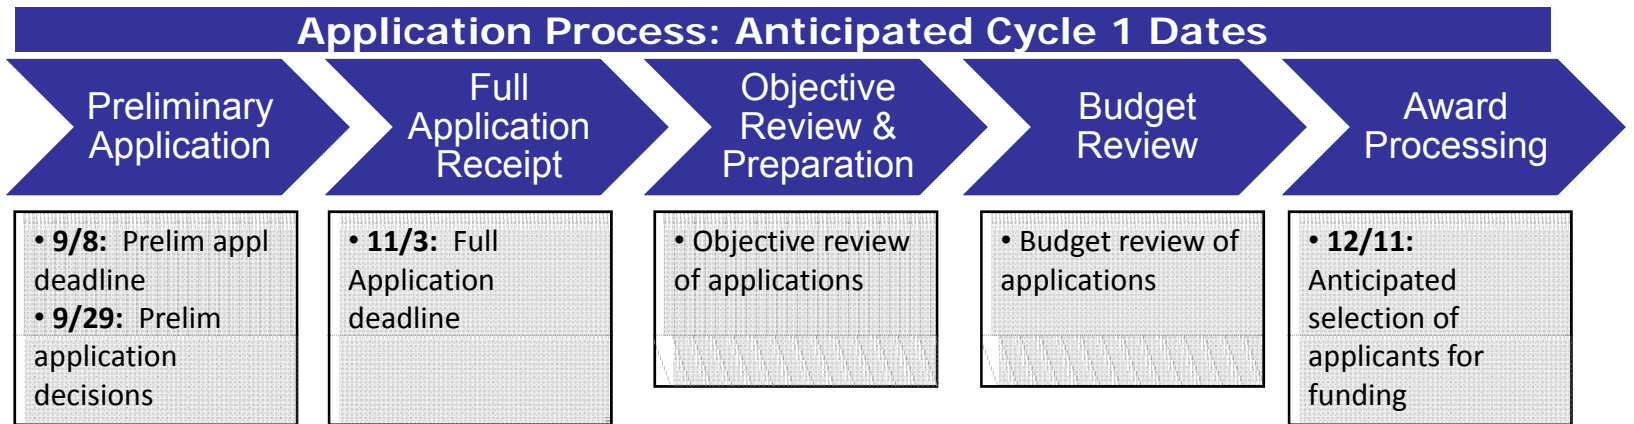 Application Process: Anticipated Cycle 1 Dates
Preliminary
Application
Full
Application
Receipt
Objective
Review &
Preparation
Budget
Review
Award
Processing
• 9/8: Prelim appl
deadline
• 9/29: Prelim
application
decisions
• 11/3: Full
Application
deadline
• Objective review
of applications
• Budget review of
applications
• 12/11:
Anticipated
selection of
applicants for
funding